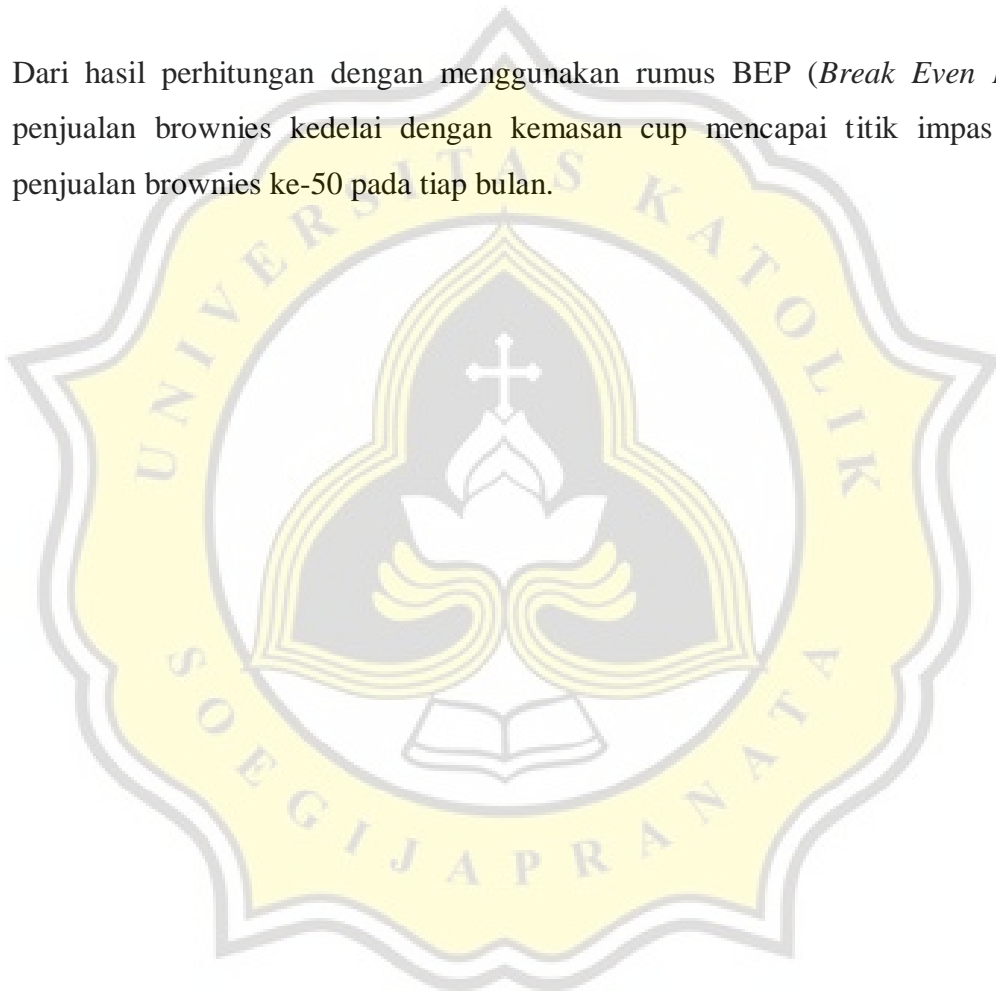 Dari hasil perhitungan dengan menggunakan rumus BEP (Break Even
penjualan brownies kedelai dengan kemasan cup mencapai titik impas
penjualan brownies ke-50 pada tiap bulan.
UNIVERSITAS KATOLIK
SOEGIJAPRANATA